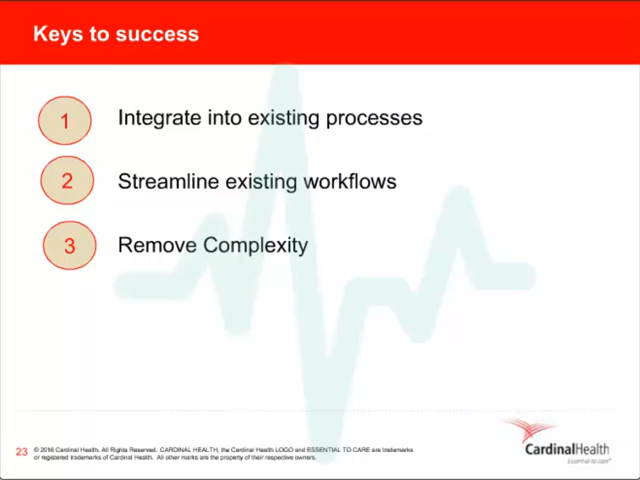 Keys to success
1 Integrate into existing processes
2 Streamline existing workflows
3 Remove Complexity
23 © 2016 Cardinal Health. All Rights Reserved. CARDINAL HEALTH, the Cardinal Health LOGO and ESSENTIAL TO CARE are trademarks
or registered trademarks of Cardinal Health. All other marks are the property of their respective owners.
CardinalHealth
Essential to care™